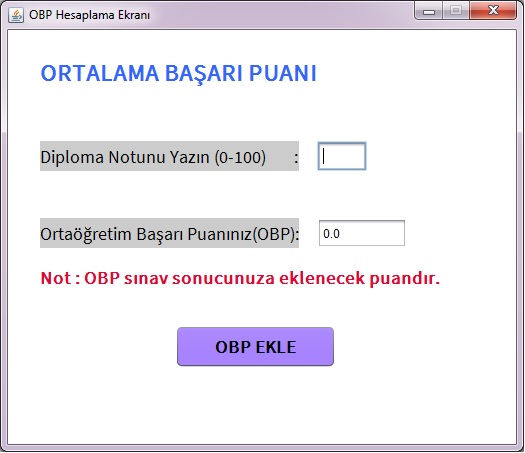 OBP Hesaplama Ekranı
ORTALAMA BAŞARI PUANI
Diploma Notunu Yazın (0-100) :
Ortaöğretim Başarı Puanınız(OBP): 0.0
Not : OBP sınav sonucunuza eklenecek puandır.
OBP EKLE